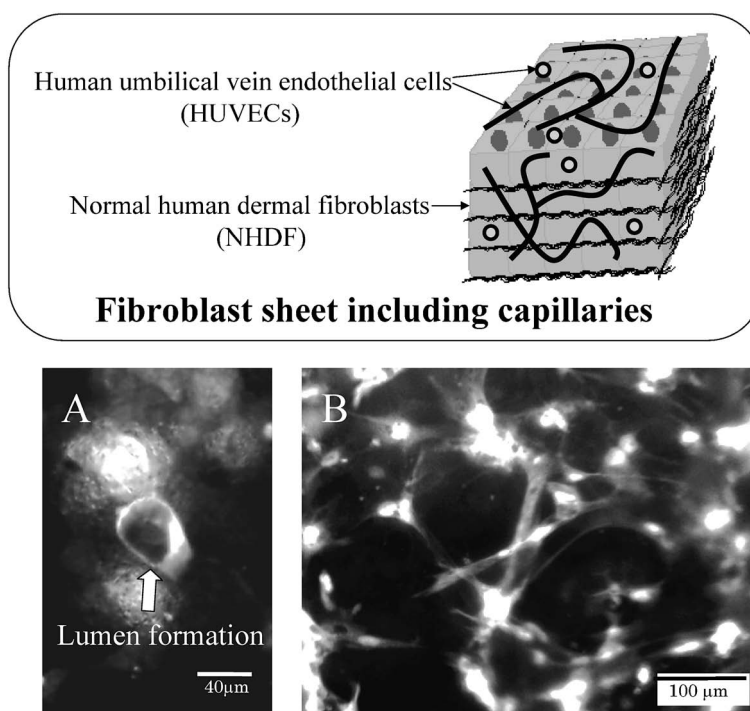 Human umbilical vein endothelial cells
(HUVECs)
Normal human dermal fibroblasts
(NHDF)
Fibroblast sheet including capillaries
A
B
Lumen formation
40µm
100 µm